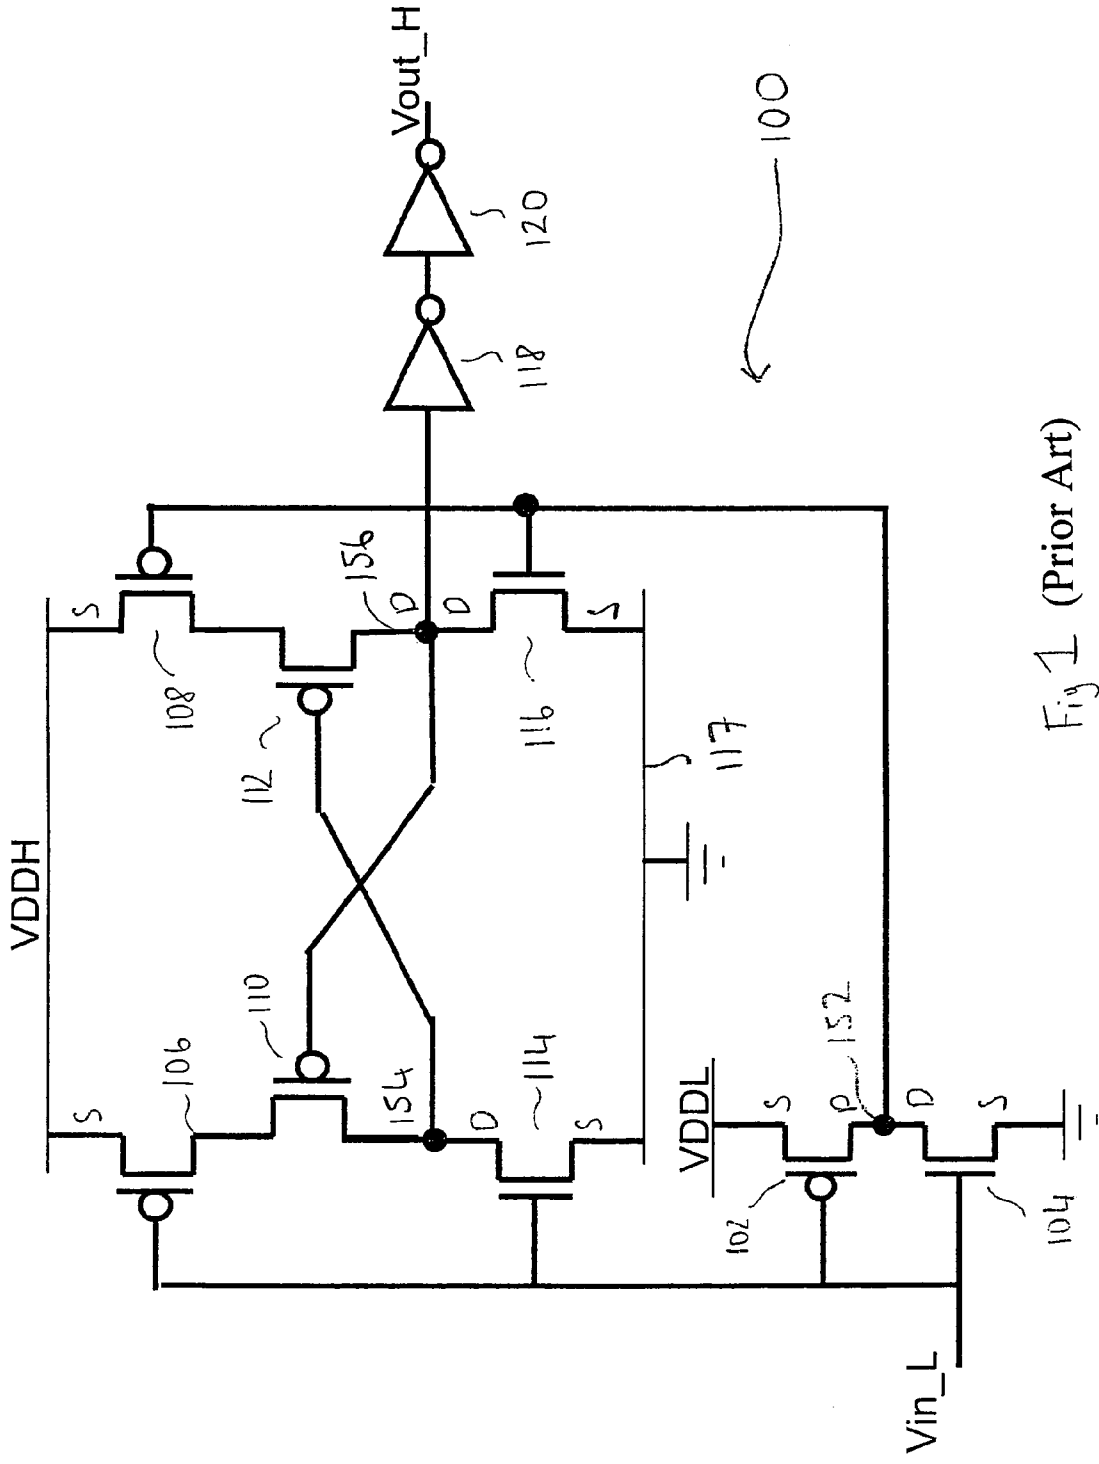 VDDH
S
S
106
108
110
112
154
156
D
D
D
114
116
S
S
117
118
120
Vout_H
VDDL
S
102
D
152
D
S
104
Vin_L
100
Fig 1 (Prior Art)